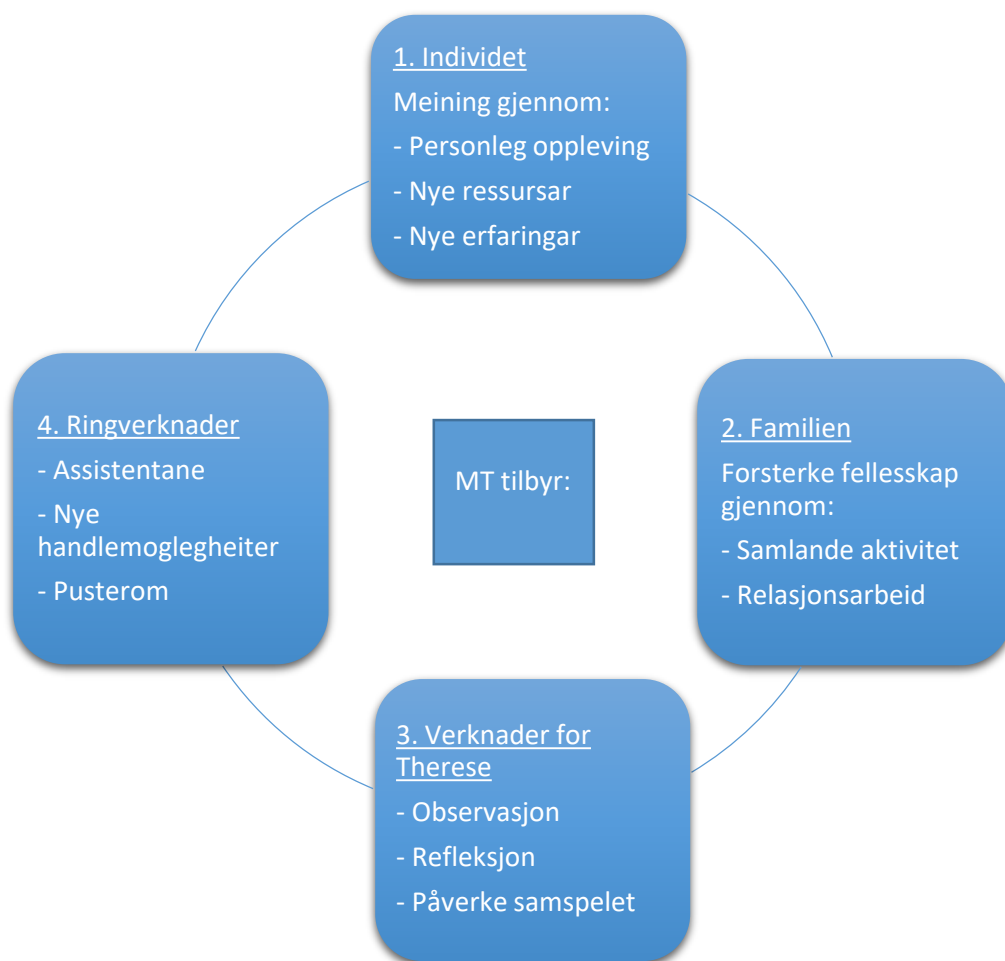 1. Individet
Meining gjennom:
- Personleg oppleving
- Nye ressursar
- Nye erfaringar
4. Ringverknader
- Assistentane
- Nye
handlemoglegheiter
- Pusterom
MT tilbyr:
2. Familien
Forsterke fellesskap
gjennom:
- Samlande aktivitet
- Relasjonsarbeid
3. Verknader for
Therese
- Observasjon
- Refleksjon
- Påverke samspelet